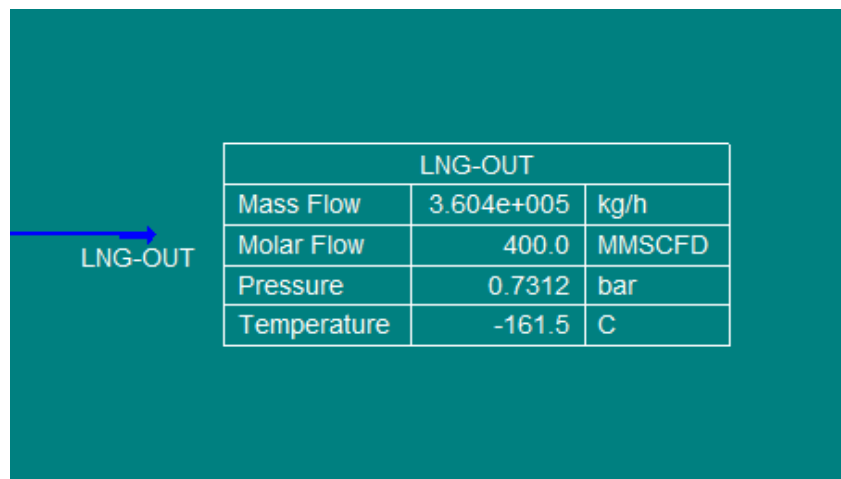 LNG-OUT
Mass Flow 3.604e+005 kg/h
Molar Flow 400.0 MMSCFD
LNG-OUT
Pressure 0.7312 bar
Temperature -161.5 C